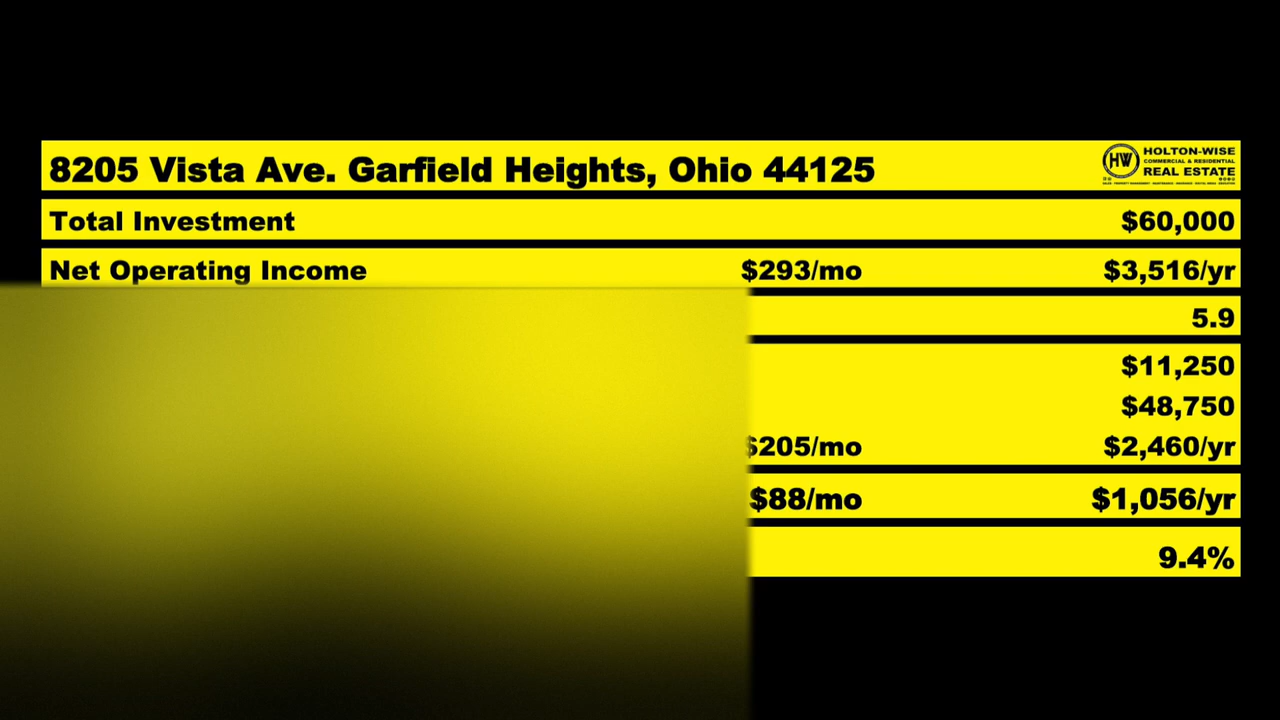 8205 Vista Ave. Garfield Heights, Ohio 44125
HOLTON-WISE
COMMERCIAL & RESIDENTIAL
REAL ESTATE
Total Investment $60,000
Net Operating Income $293/mo $3,516/yr
5.9
$11,250
$48,750
$205/mo $2,460/yr
$88/mo $1,056/yr
9.4%